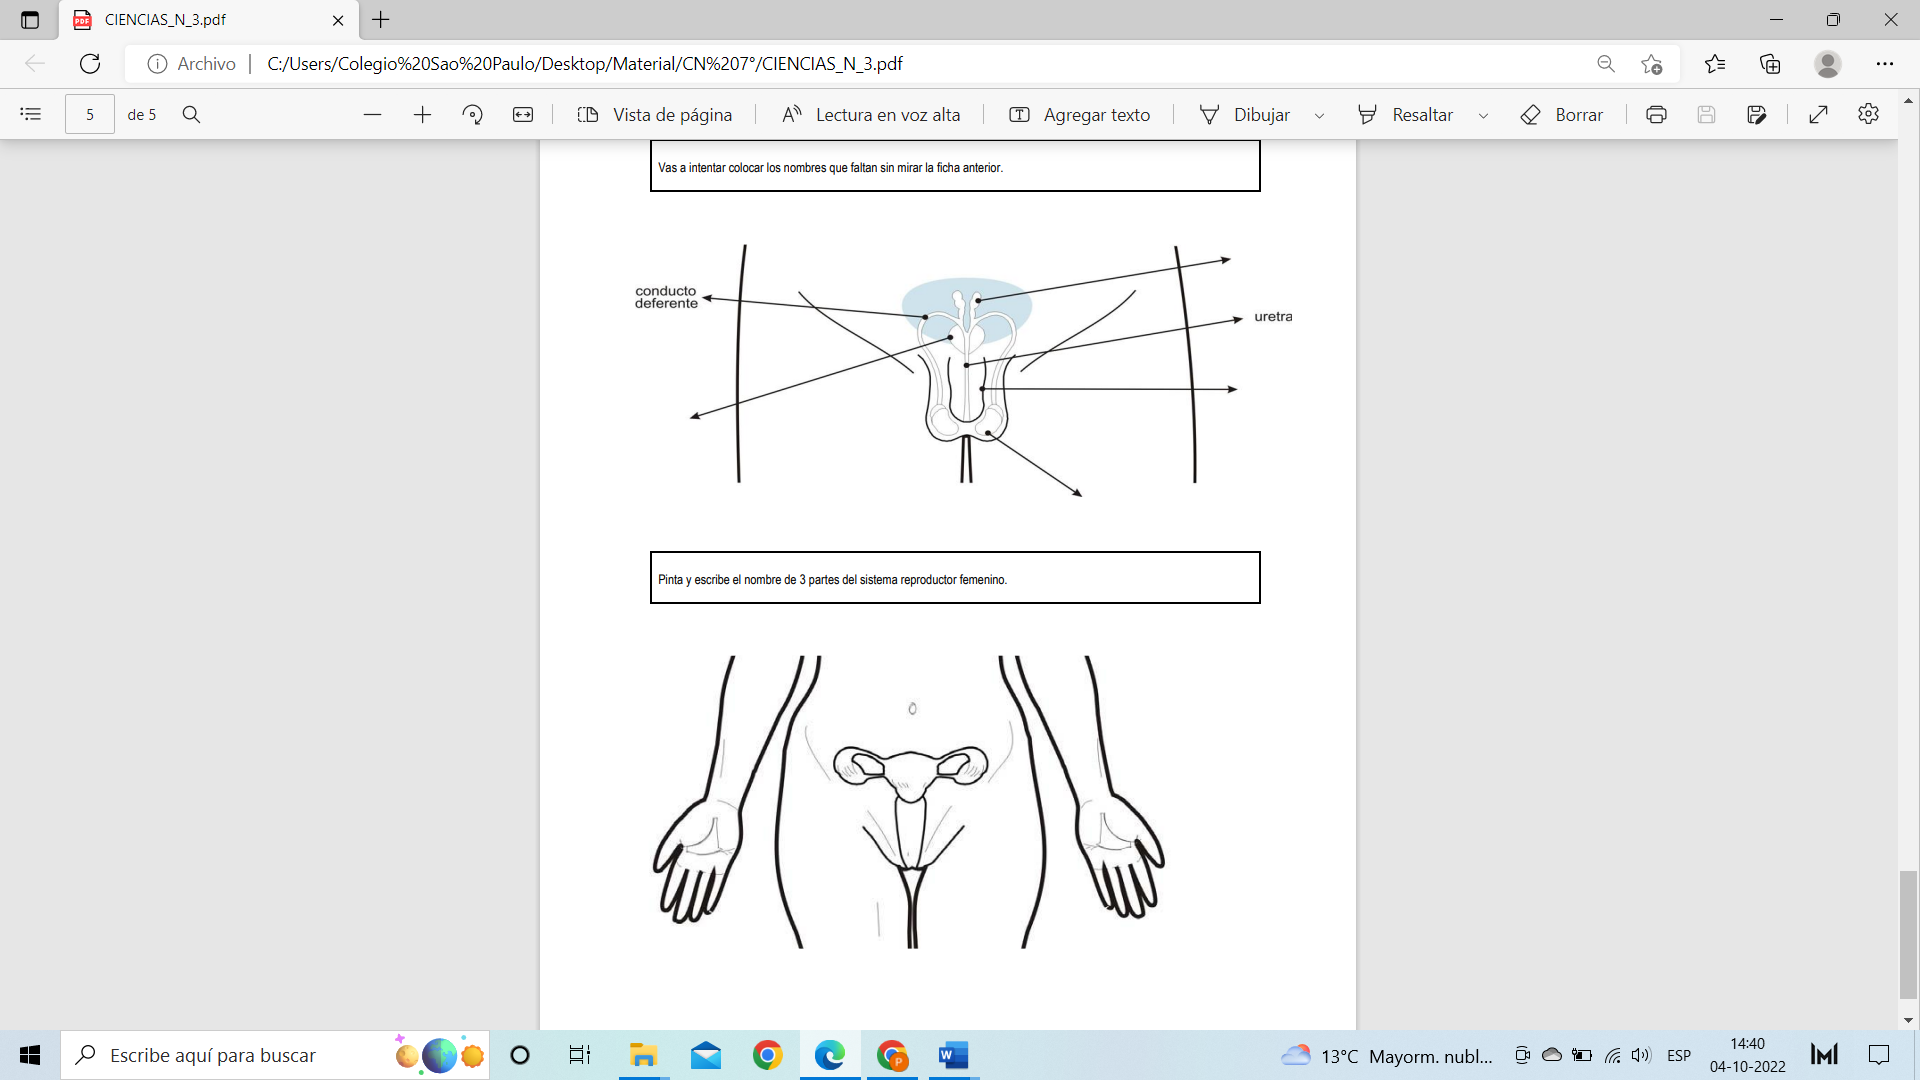 CIENCIAS_N_3.pdf
Archivo
C:/Users/Colegio%20Sao%20Paulo/Desktop/Material/CN%207°/CIENCIAS_N_3.pdf
5 de 5
Vista de página
Lectura en voz alta
Agregar texto
Dibujar
Resaltar
Borrar
Vas a intentar colocar los nombres que faltan sin mirar la ficha anterior.
conducto
deferente
uretra
Pinta y escribe el nombre de 3 partes del sistema reproductor femenino.
Escribe aquí para buscar
13°C Mayorm. nubl...
ESP
14:40
04-10-2022